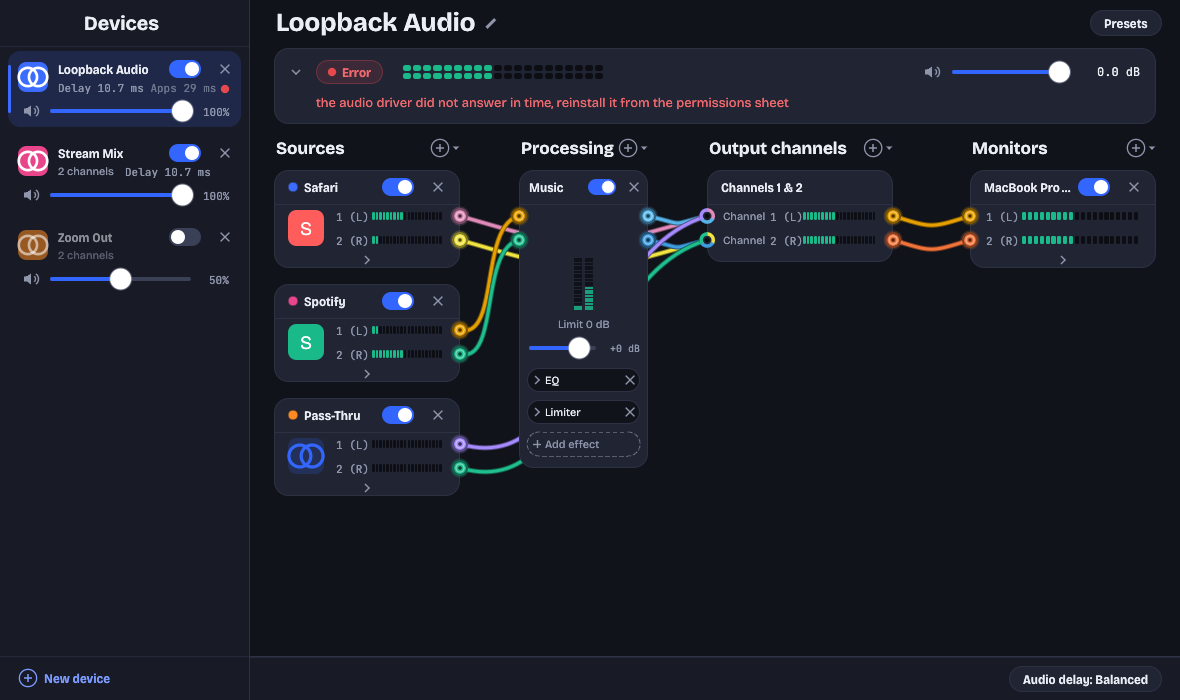 Devices
Loopback Audio
Delay 10.7 ms Apps 29 ms
100%
Stream Mix
2 channels Delay 10.7 ms
100%
Zoom Out
2 channels
50%
New device
Loopback Audio
Presets
Error
0.0 dB
the audio driver did not answer in time, reinstall it from the permissions sheet
Sources
Processing
Output channels
Monitors
Safari
S
1 (L)
2 (R)
Spotify
S
1 (L)
2 (R)
Pass-Thru
1 (L)
2 (R)
Music
Limit 0 dB
+0 dB
EQ
Limiter
+ Add effect
Channels 1 & 2
Channel 1 (L)
Channel 2 (R)
MacBook Pro ...
1 (L)
2 (R)
Audio delay: Balanced